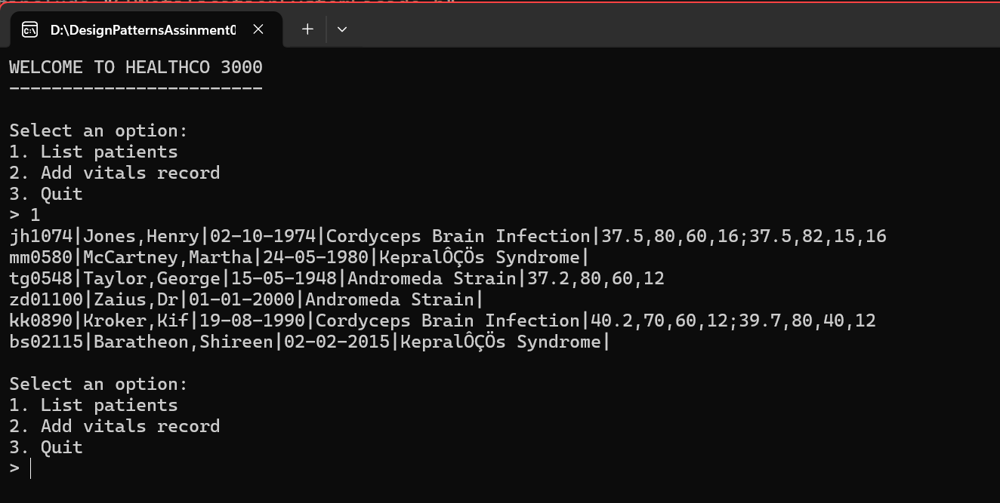 D:\DesignPatternsAssinment0
WELCOME TO HEALTHCO 3000
------------------------
Select an option:
1. List patients
2. Add vitals record
3. Quit
> 1
jh1074|Jones,Henry|02-10-1974|Cordyceps Brain Infection|37.5,80,60,16;37.5,82,15,16
mm0580|McCartney,Martha|24-05-1980|KepralÔÇÖs Syndrome|
tg0548|Taylor,George|15-05-1948|Andromeda Strain|37.2,80,60,12
zd01100|Zaius,Dr|01-01-2000|Andromeda Strain|
kk0890|Kroker,Kif|19-08-1990|Cordyceps Brain Infection|40.2,70,60,12;39.7,80,40,12
bs02115|Baratheon,Shireen|02-02-2015|KepralÔÇÖs Syndrome|
Select an option:
1. List patients
2. Add vitals record
3. Quit
>